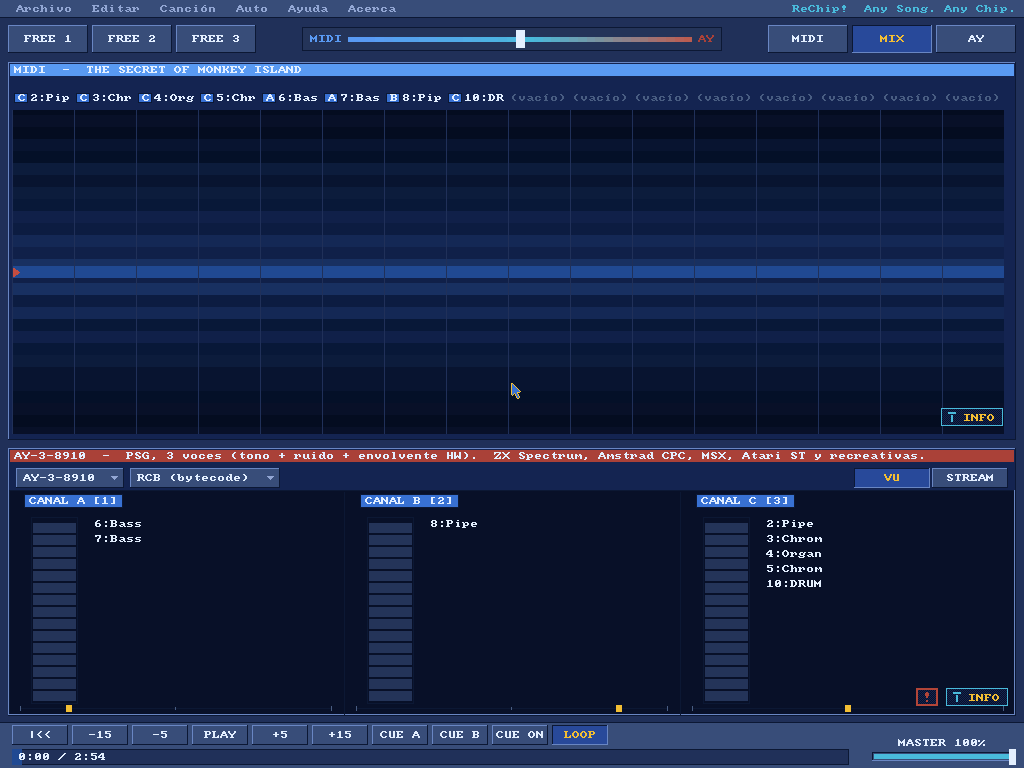 Archivo Editar Canción Auto Ayuda Acerca ReChip! Any Song. Any Chip.
FREE 1 FREE 2 FREE 3 MIDI AY MIDI MIX AY
MIDI - THE SECRET OF MONKEY ISLAND
C 2:Pip C 3:Chr C 4:Org C 5:Chr A 6:Bas A 7:Bas B 8:Pip C 10:DR (vacío) (vacío) (vacío) (vacío) (vacío) (vacío) (vacío) (vacío)
T INFO
AY-3-8910 - PSG, 3 voces (tono + ruido + envolvente HW). ZX Spectrum, Amstrad CPC, MSX, Atari ST y recreativas.
AY-3-8910 RCB (bytecode) VU STREAM
CANAL A [1] CANAL B [2] CANAL C [3]
6:Bass 8:Pipe 2:Pipe
7:Bass 3:Chrom
4:Organ
5:Chrom
10:DRUM
! T INFO
|<< -15 -5 PLAY +5 +15 CUE A CUE B CUE ON LOOP
MASTER 100%
0:00 / 2:54